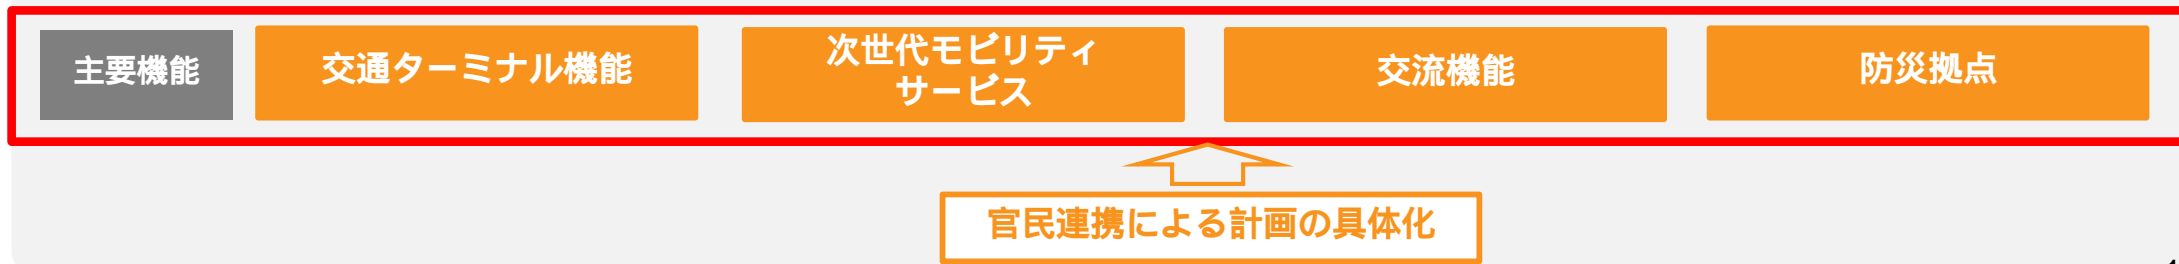 主要機能
交通ターミナル機能
次世代モビリティ
サービス
交流機能
防災拠点
官民連携による計画の具体化